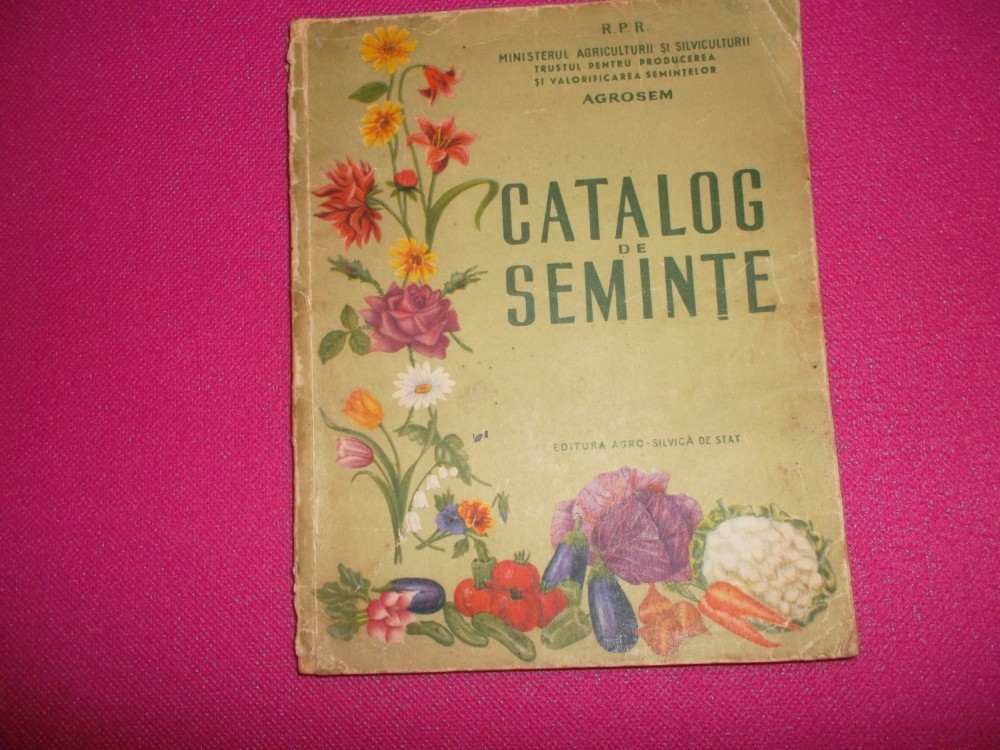 R. P. R.
MINISTERUL AGRICULTURII ȘI SILVICULTURII
TRUSTUL PENTRU PRODUCEREA
ȘI VALORIFICAREA SEMINȚELOR
AGROSEM
CATALOG
DE
SEMINȚE
EDITURA AGRO-SILVICĂ DE STAT